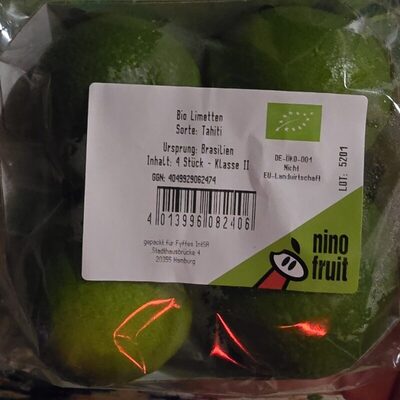 Bio Limetten
Sorte: Tahiti
Ursprung: Brasilien
Inhalt: 4 Stück - Klasse II
GGN: 4049929062474
4 013996 082406
gepackt für Fyffes IntSA
Stadthausbrücke 4
20355 Hamburg
DE-ÖKO-001
Nicht
EU-Landwirtschaft
LOT: 5201
nino
fruit